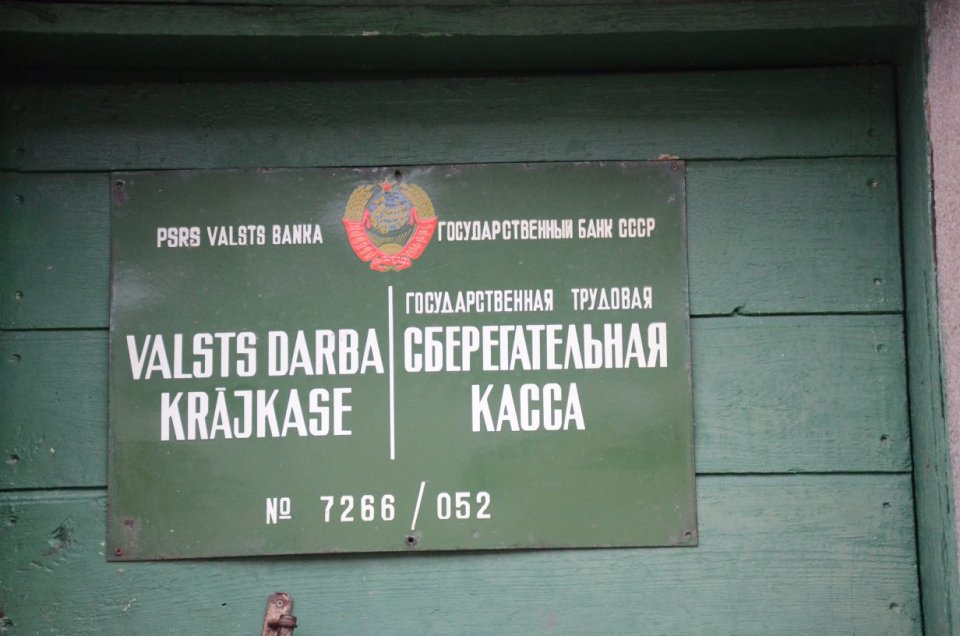 PSRS VALSTS BANKA
ГОСУДАРСТВЕННЫЙ БАНК СССР
VALSTS DARBA
KRĀJKASE
ГОСУДАРСТВЕННАЯ ТРУДОВАЯ
СБЕРЕГАТЕЛЬНАЯ
КАССА
№ 7266/052